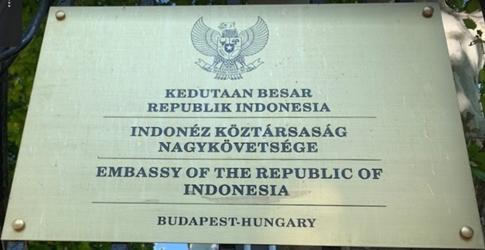 KEDUTAAN BESAR
REPUBLIK INDONESIA
INDONÉZ KÖZTÁRSASÁG
NAGYKÖVETSÉGE
EMBASSY OF THE REPUBLIC OF
INDONESIA
BUDAPEST-HUNGARY